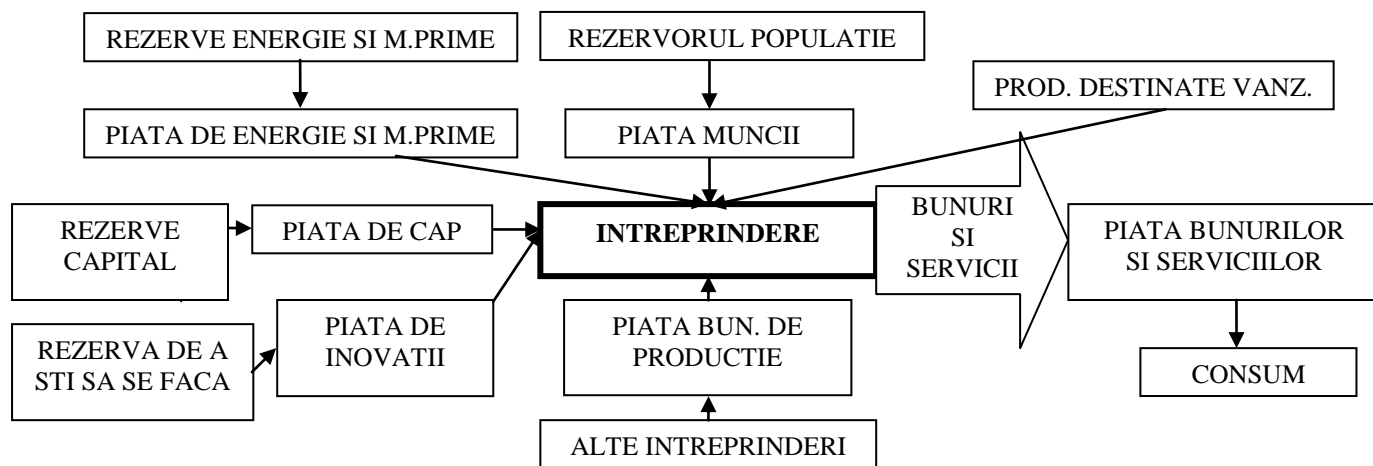 REZERVE ENERGIE SI M.PRIME
REZERVORUL POPULATIE
PROD. DESTINATE VANZ.
PIATA DE ENERGIE SI M.PRIME
PIATA MUNCII
REZERVE
CAPITAL
PIATA DE CAP
INTREPRINDERE
BUNURI
SI
SERVICII
PIATA BUNURILOR
SI SERVICIILOR
REZERVA DE A
STI SA SE FACA
PIATA DE
INOVATII
PIATA BUN. DE
PRODUCTIE
CONSUM
ALTE INTREPRINDERI